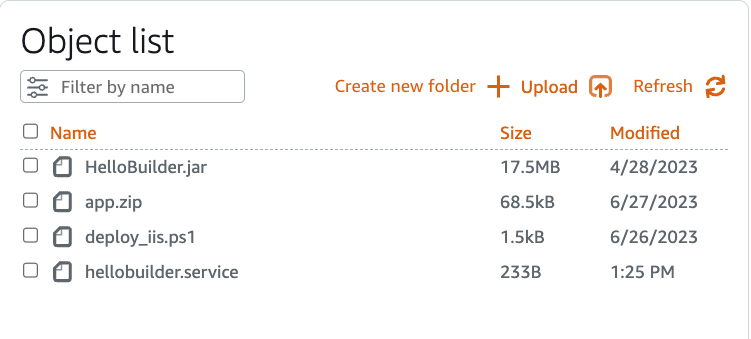 Object list
Filter by name Create new folder Upload Refresh
Name Size Modified
HelloBuilder.jar 17.5MB 4/28/2023
app.zip 68.5kB 6/27/2023
deploy_iis.ps1 1.5kB 6/26/2023
hellobuilder.service 233B 1:25 PM